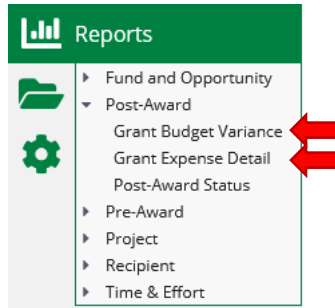 Reports
Fund and Opportunity
Post-Award
Grant Budget Variance
Grant Expense Detail
Post-Award Status
Pre-Award
Project
Recipient
Time & Effort